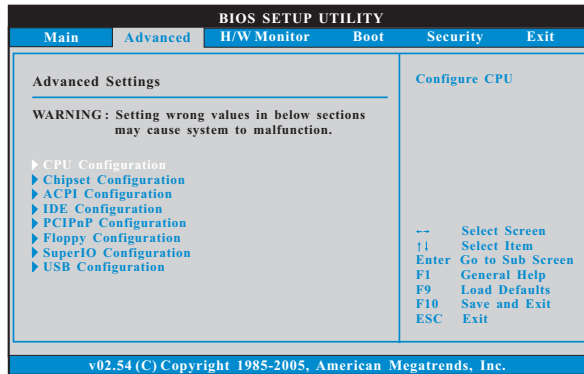 BIOS SETUP UTILITY
Main Advanced H/W Monitor Boot Security Exit
Advanced Settings
WARNING : Setting wrong values in below sections
may cause system to malfunction.
CPU Configuration
Chipset Configuration
ACPI Configuration
IDE Configuration
PCIPnP Configuration
Floppy Configuration
SuperIO Configuration
USB Configuration
Configure CPU
←→ Select Screen
↑↓ Select Item
Enter Go to Sub Screen
F1 General Help
F9 Load Defaults
F10 Save and Exit
ESC Exit
v02.54 (C) Copyright 1985-2005, American Megatrends, Inc.